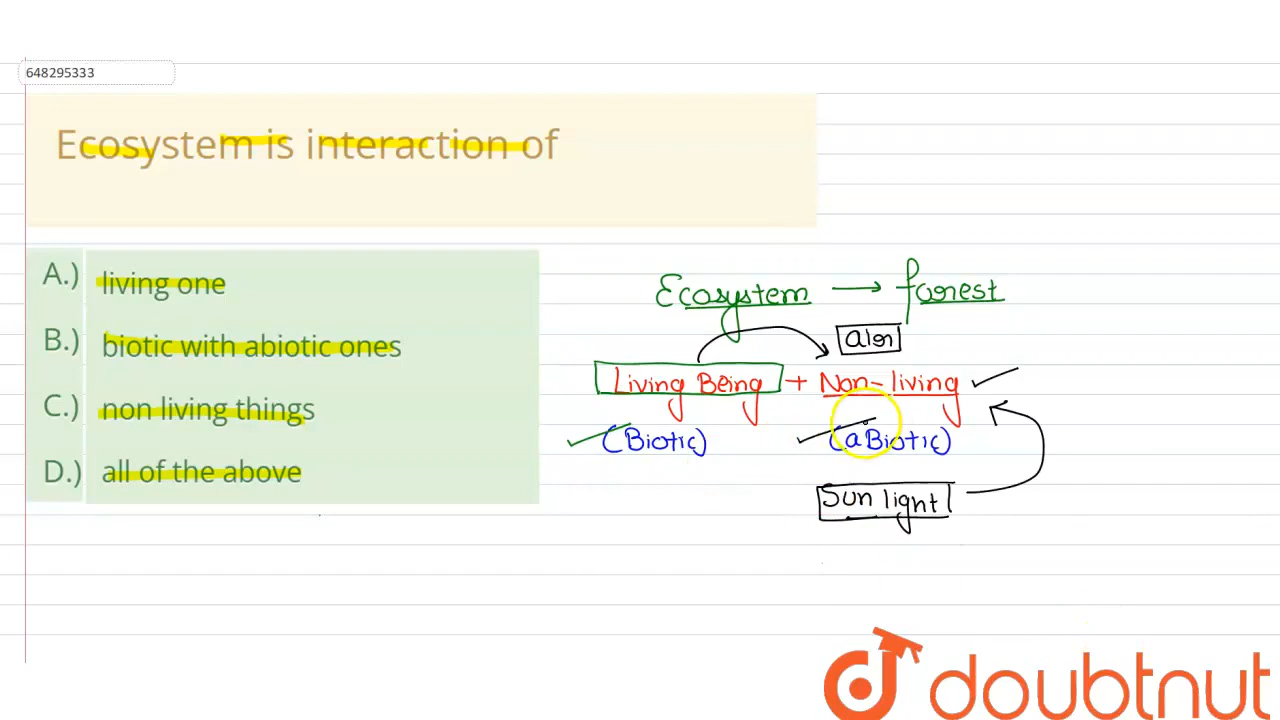 648295333
Ecosystem is interaction of
A.) living one
B.) biotic with abiotic ones
C.) non living things
D.) all of the above
Ecosystem → forest
air
Living Being + Non-living
(Biotic) (aBiotic)
Sun light
doubtnut